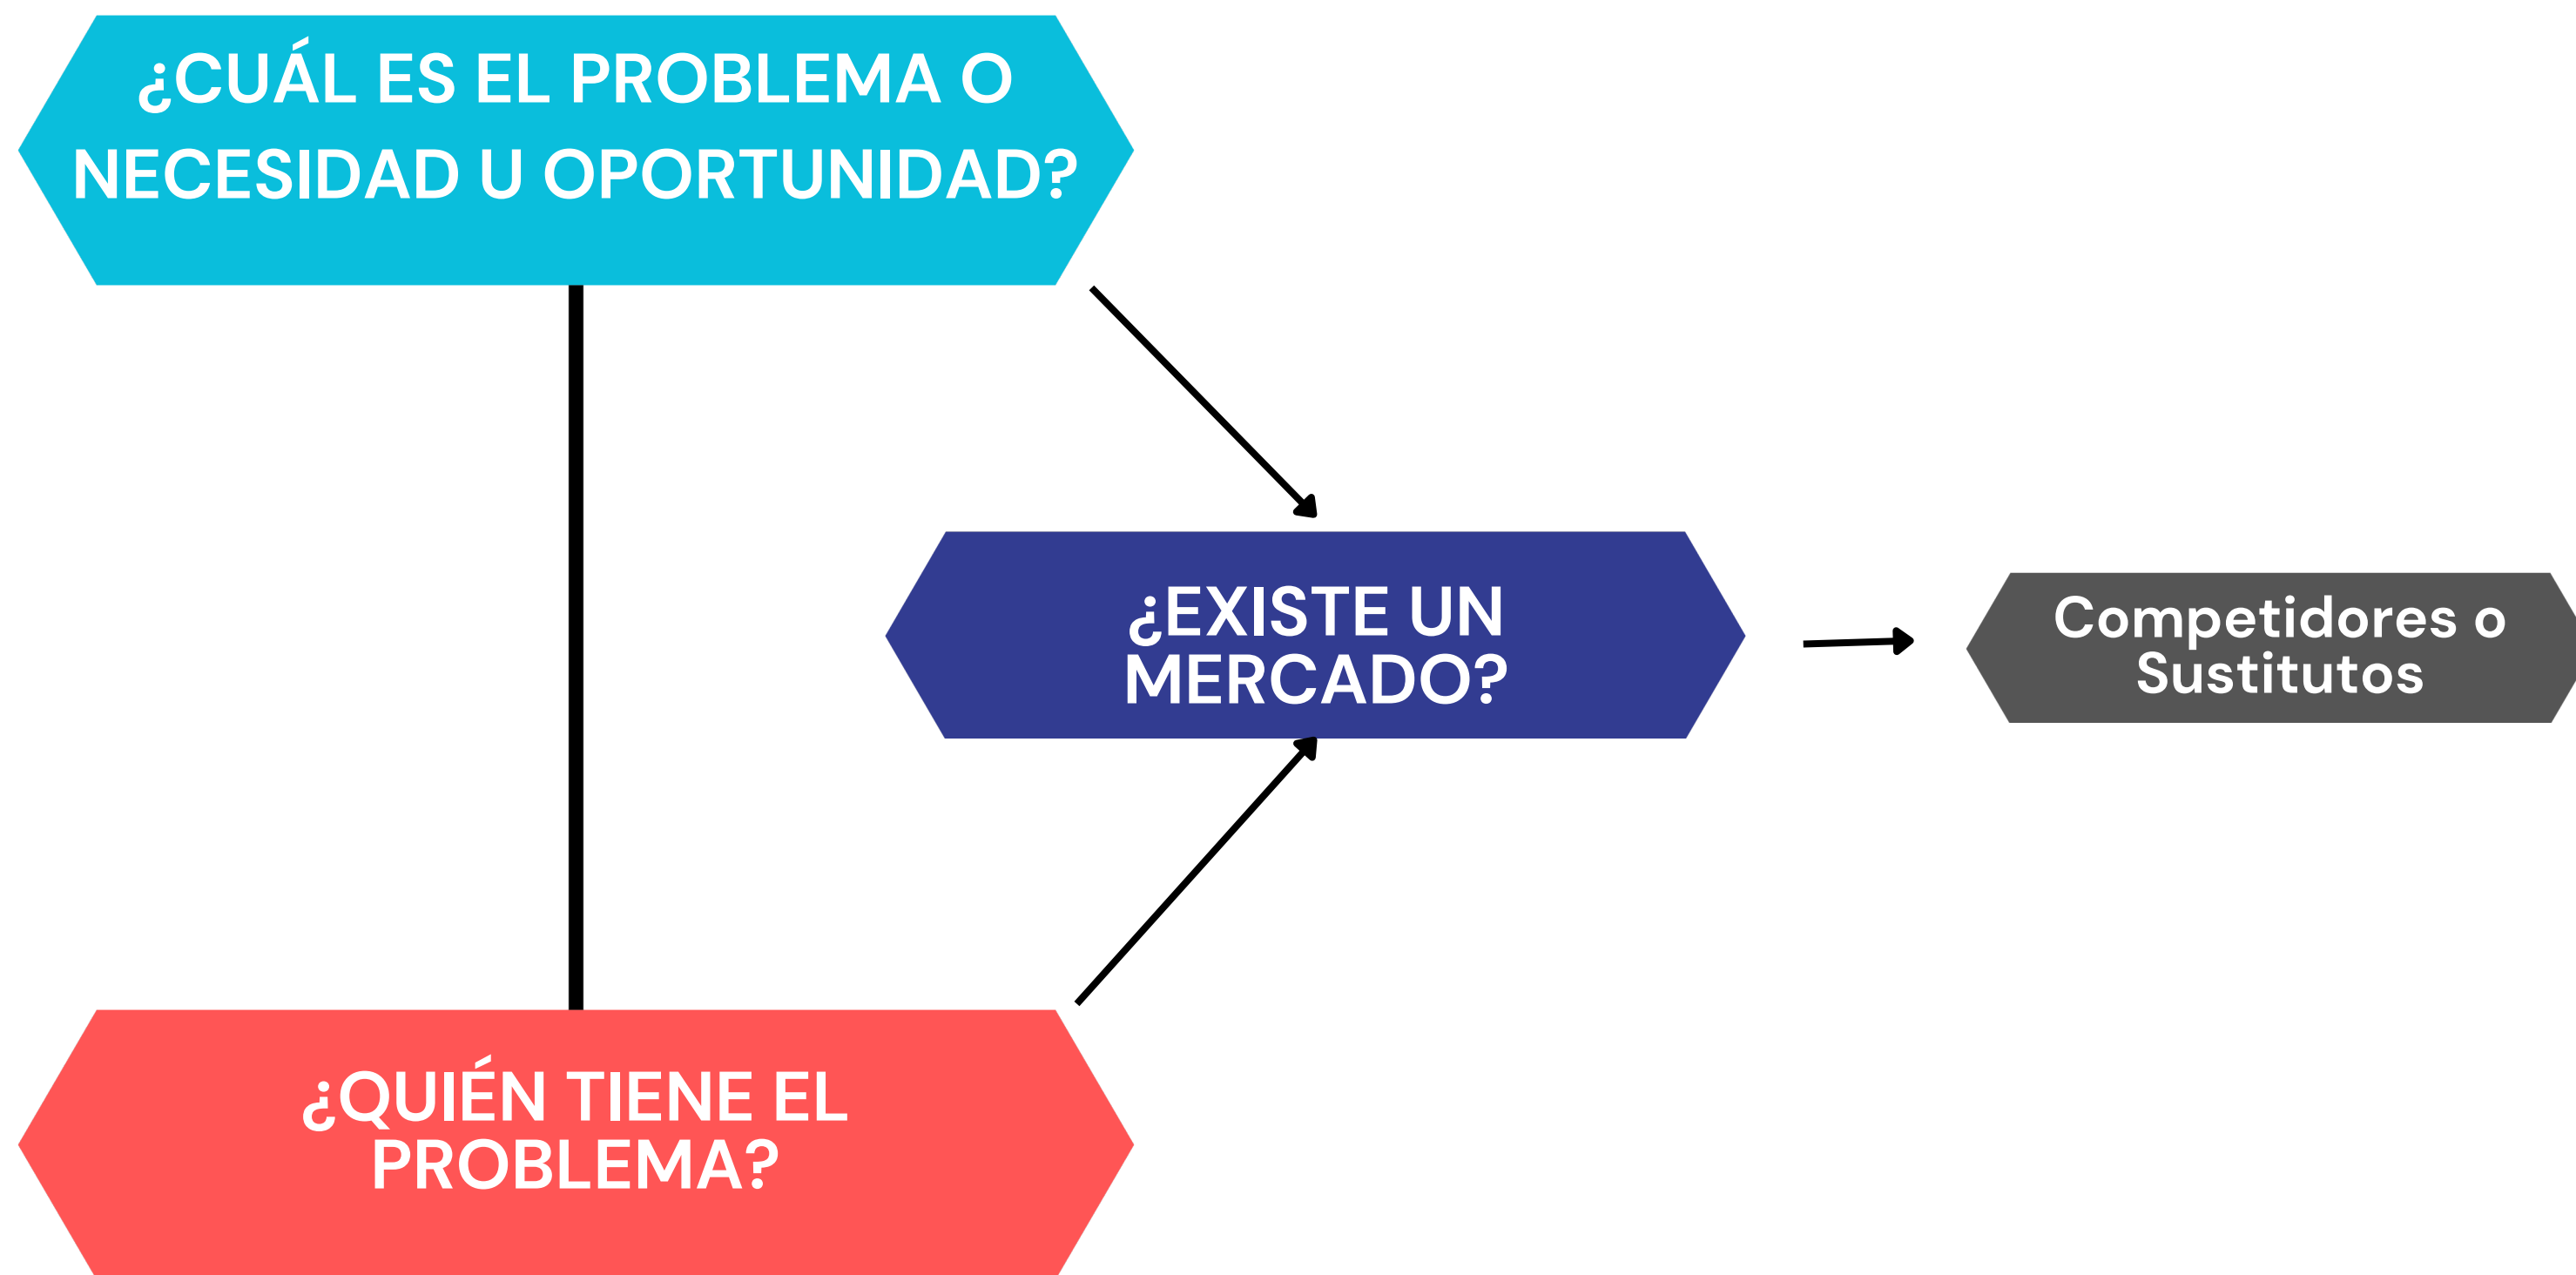 ¿CUÁL ES EL PROBLEMA O
NECESIDAD U OPORTUNIDAD?
¿EXISTE UN
MERCADO?
Competidores o
Sustitutos
¿QUIÉN TIENE EL
PROBLEMA?